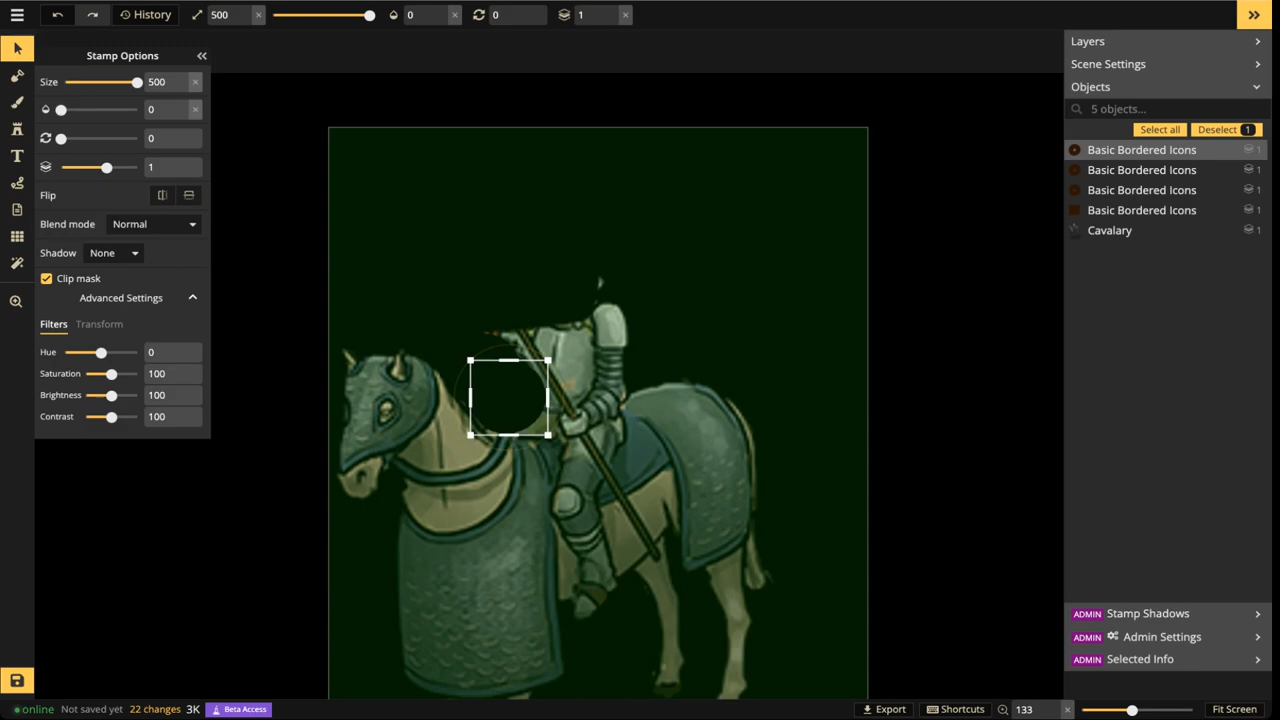 History 500 × 0 × 0 1 ×
Stamp Options
Size 500 ×
0 ×
0
1
Flip
Blend mode Normal
Shadow None
Clip mask
Advanced Settings
Filters Transform
Hue 0
Saturation 100
Brightness 100
Contrast 100
Layers
Scene Settings
Objects
5 objects...
Select all Deselect 1
Basic Bordered Icons 1
Basic Bordered Icons 1
Basic Bordered Icons 1
Basic Bordered Icons 1
Cavalary 1
ADMIN Stamp Shadows
ADMIN Admin Settings
ADMIN Selected Info
online Not saved yet 22 changes 3K Beta Access Export Shortcuts 133 × Fit Screen